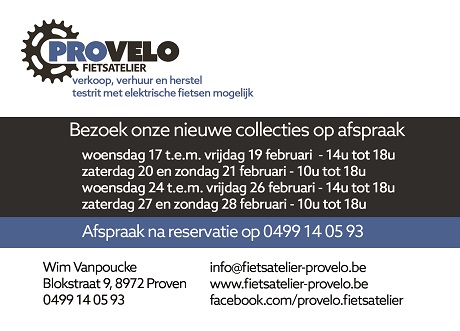 PROVELO
FIETSATELIER
verkoop, verhuur en herstel
testrit met elektrische fietsen mogelijk
Bezoek onze nieuwe collecties op afspraak
woensdag 17 t.e.m. vrijdag 19 februari - 14u tot 18u
zaterdag 20 en zondag 21 februari - 10u tot 18u
woensdag 24 t.e.m. vrijdag 26 februari - 14u tot 18u
zaterdag 27 en zondag 28 februari - 10u tot 18u
Afspraak na reservatie op 0499 14 05 93
Wim Vanpoucke
Blokstraat 9, 8972 Proven
0499 14 05 93
info@fietsatelier-provelo.be
www.fietsatelier-provelo.be
facebook.com/provelo.fietsatelier